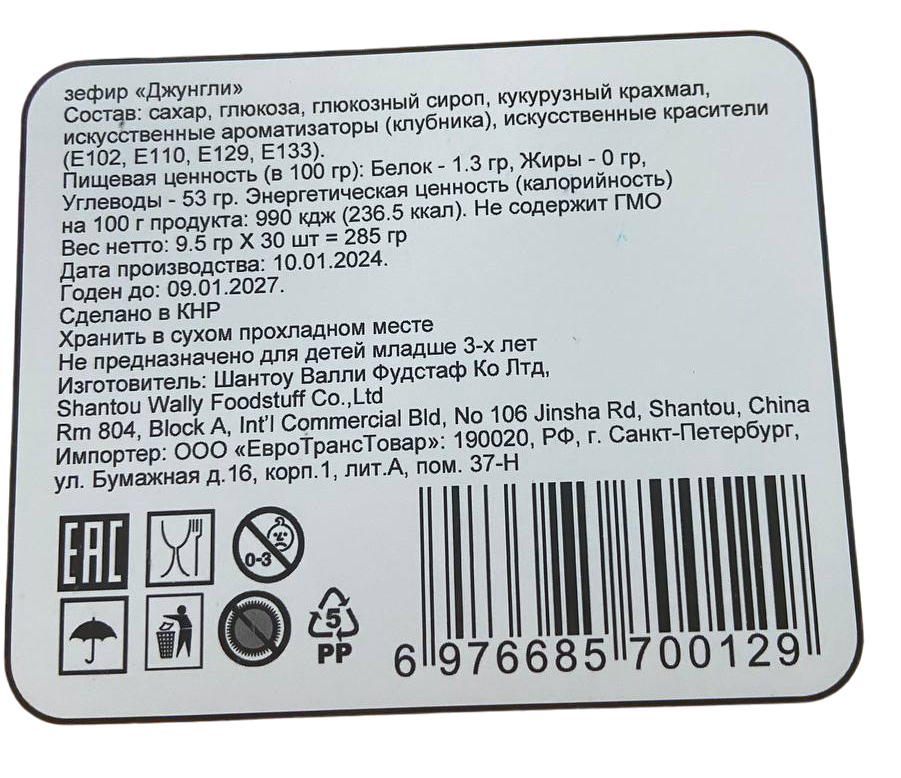 зефир «Джунгли»
Состав: сахар, глюкоза, глюкозный сироп, кукурузный крахмал,
искусственные ароматизаторы (клубника), искусственные красители
(Е102, Е110, Е129, Е133).
Пищевая ценность (в 100 гр): Белок - 1.3 гр, Жиры - 0 гр,
Углеводы - 53 гр. Энергетическая ценность (калорийность)
на 100 г продукта: 990 кдж (236.5 ккал). Не содержит ГМО
Вес нетто: 9.5 гр Х 30 шт = 285 гр
Дата производства: 10.01.2024.
Годен до: 09.01.2027.
Сделано в КНР
Хранить в сухом прохладном месте
Не предназначено для детей младше 3-х лет
Изготовитель: Шантоу Валли Фудстаф Ко Лтд,
Shantou Wally Foodstuff Co.,Ltd
Rm 804, Block A, Int'l Commercial Bld, No 106 Jinsha Rd, Shantou, China
Импортер: ООО «ЕвроТрансТовар»: 190020, РФ, г. Санкт-Петербург,
ул. Бумажная д.16, корп.1, лит.А, пом. 37-Н
EAC
0-3
5
PP
6 976685 700129